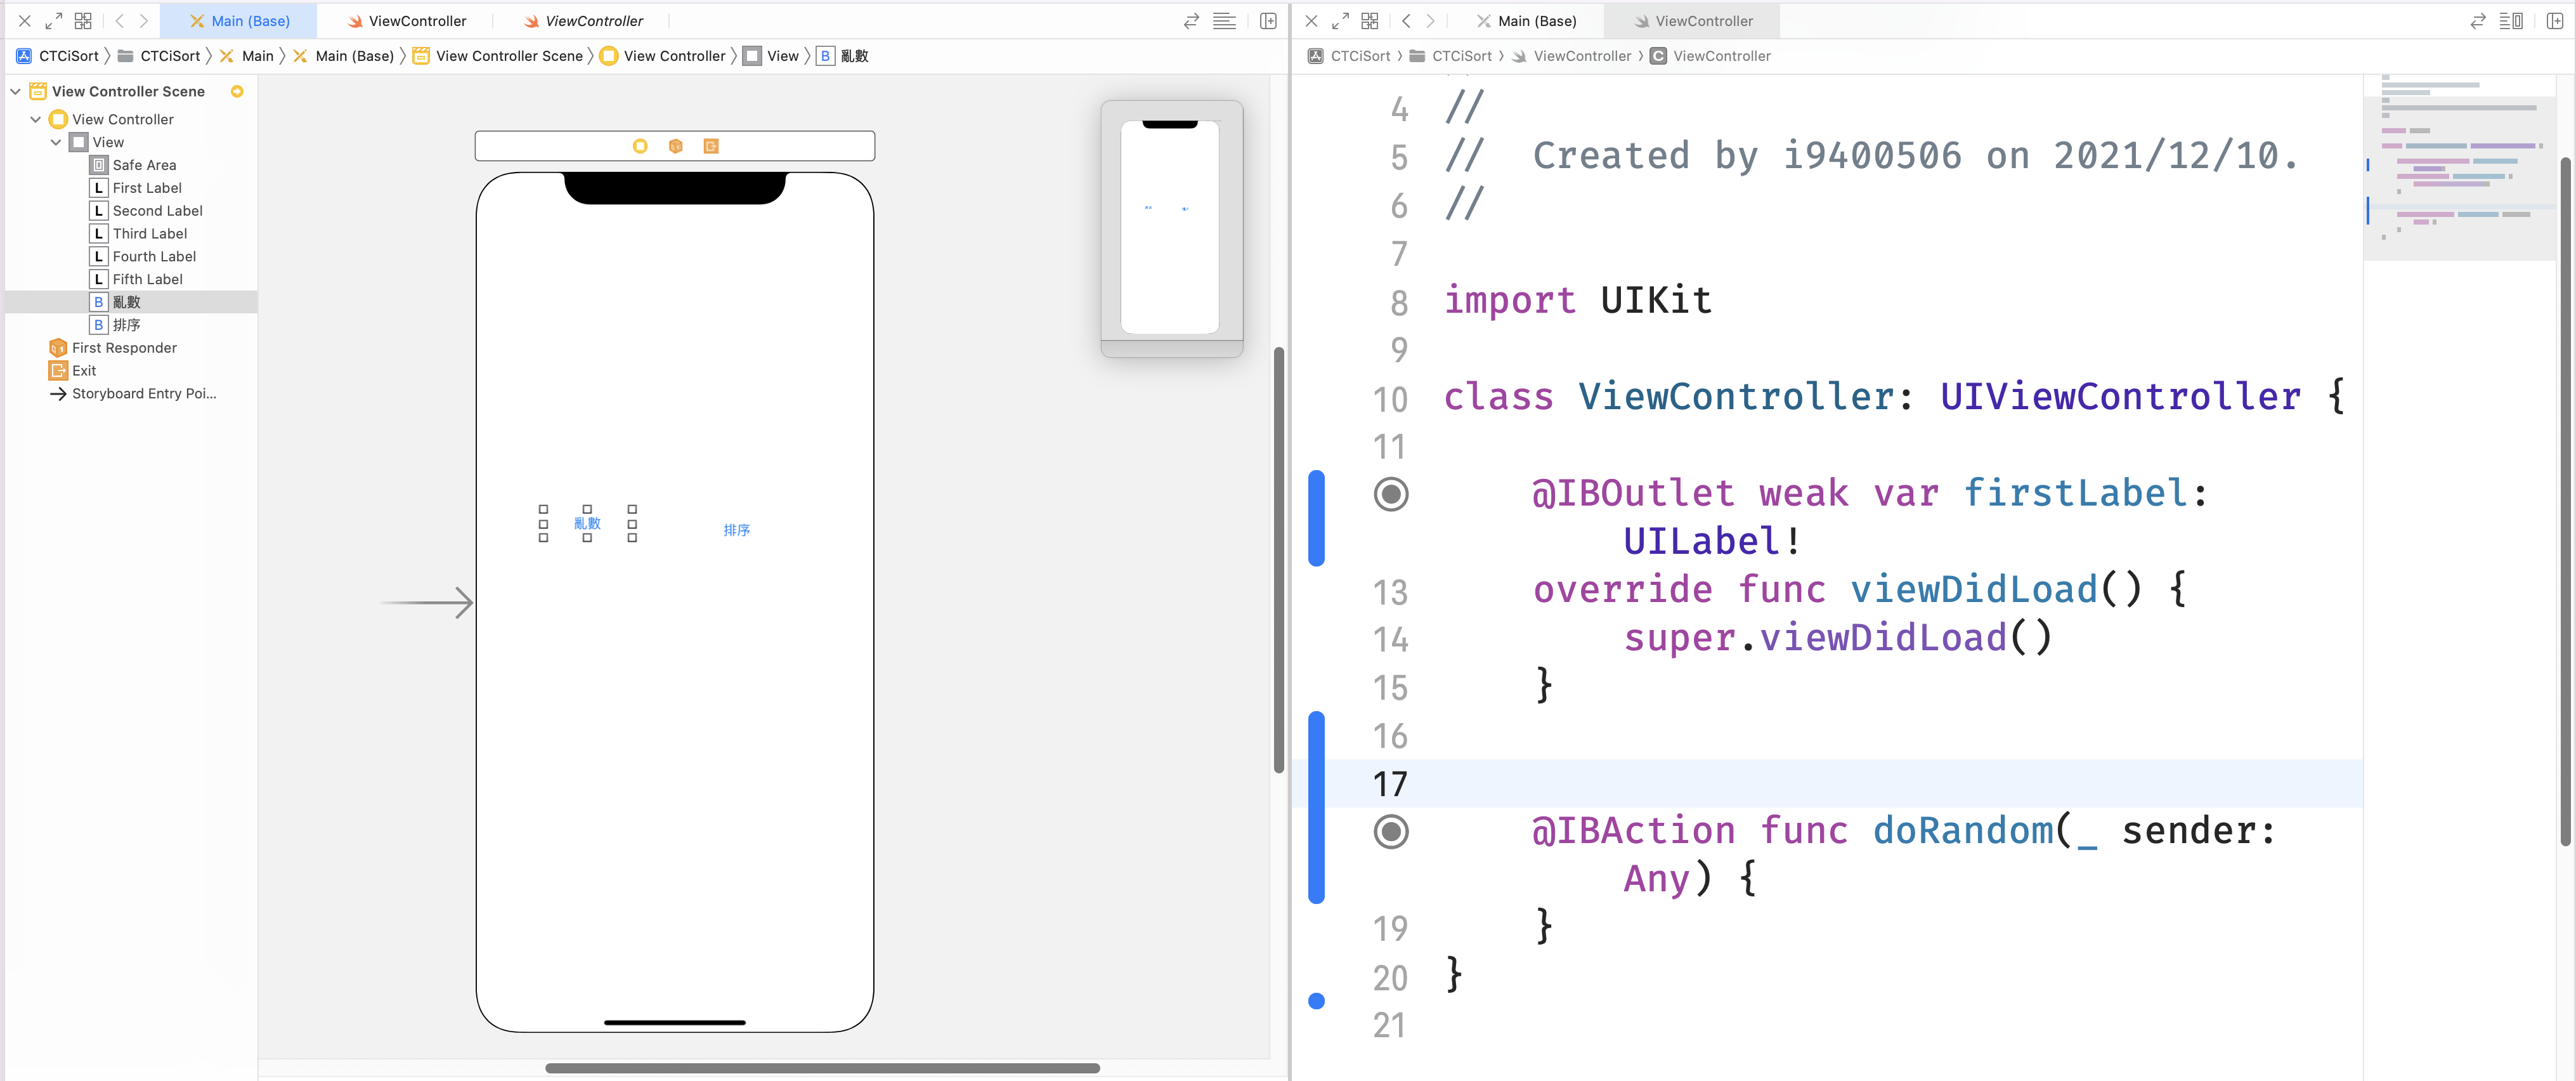 Main (Base)
ViewController
ViewController
CTCiSort
CTCiSort
Main
Main (Base)
View Controller Scene
View Controller
View
B
亂數
View Controller Scene
View Controller
View
Safe Area
L First Label
L Second Label
L Third Label
L Fourth Label
L Fifth Label
B 亂數
B 排序
First Responder
Exit
Storyboard Entry Poi...
亂數
排序
Main (Base)
ViewController
CTCiSort
CTCiSort
ViewController
C ViewController
4 //
5 // Created by i9400506 on 2021/12/10.
6 //
7
8 import UIKit
9
10 class ViewController: UIViewController {
11
@IBOutlet weak var firstLabel:
UILabel!
13 override func viewDidLoad() {
14 super.viewDidLoad()
15 }
16
17
@IBAction func doRandom(_ sender:
Any) {
19 }
20 }
21